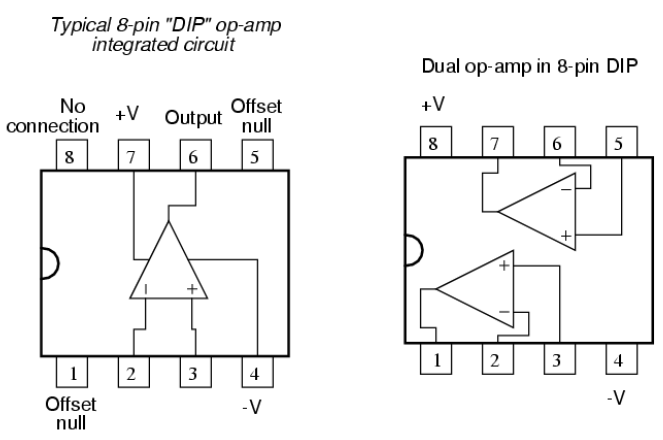 Typical 8-pin "DIP" op-amp
integrated circuit
No
connection
+V
Output
Offset
null
8 7 6 5
− +
1 2 3 4
Offset
null
-V
Dual op-amp in 8-pin DIP
+V
8 7 6 5
−
+
+
−
1 2 3 4
-V